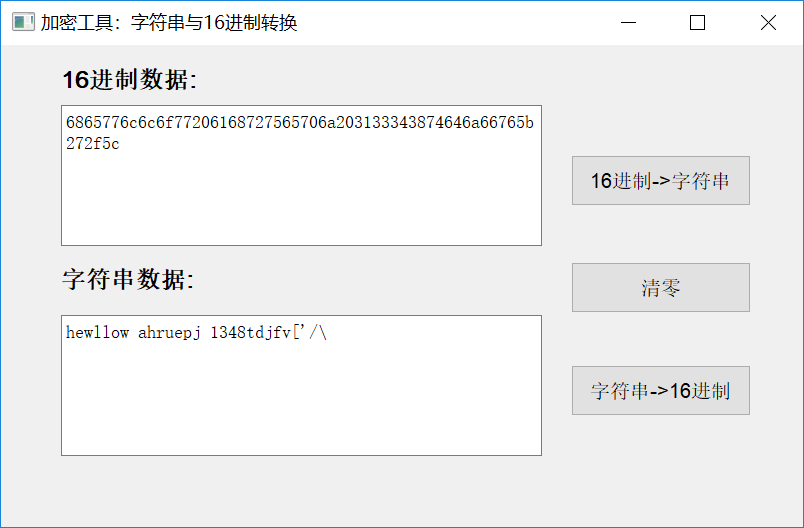 加密工具：字符串与16进制转换
16进制数据:
6865776c6c6f77206168727565706a203133343874646a66765b
272f5c
16进制->字符串
字符串数据:
清零
hewllow ahruepj 1348tdjfv['/\
字符串->16进制